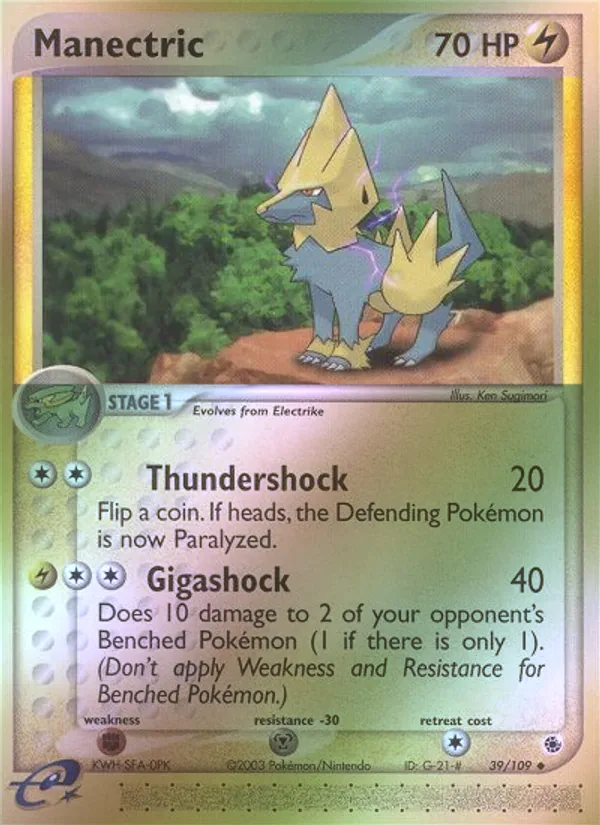 Manectric 70 HP
Illus. Ken Sugimori
STAGE 1
Evolves from Electrike
Thundershock 20
Flip a coin. If heads, the Defending Pokémon
is now Paralyzed.
Gigashock 40
Does 10 damage to 2 of your opponent's
Benched Pokémon (1 if there is only 1).
(Don't apply Weakness and Resistance for
Benched Pokémon.)
weakness resistance -30 retreat cost
KWH-SFA-0PK ©2003 Pokémon/Nintendo ID: G-21-# 39/109
e